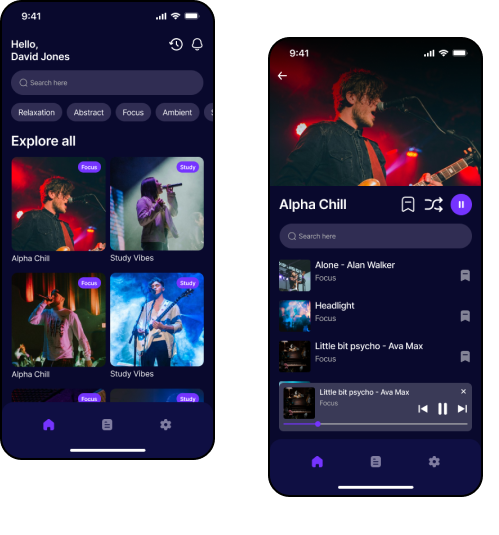 9:41
Hello,
David Jones
Search here
Relaxation
Abstract
Focus
Ambient
Explore all
Focus
Study
Alpha Chill
Study Vibes
Focus
Study
Alpha Chill
Study Vibes
Focus
Study
9:41
Alpha Chill
Search here
Alone - Alan Walker
Focus
Headlight
Focus
Little bit psycho - Ava Max
Focus
Little bit psycho - Ava Max
Focus